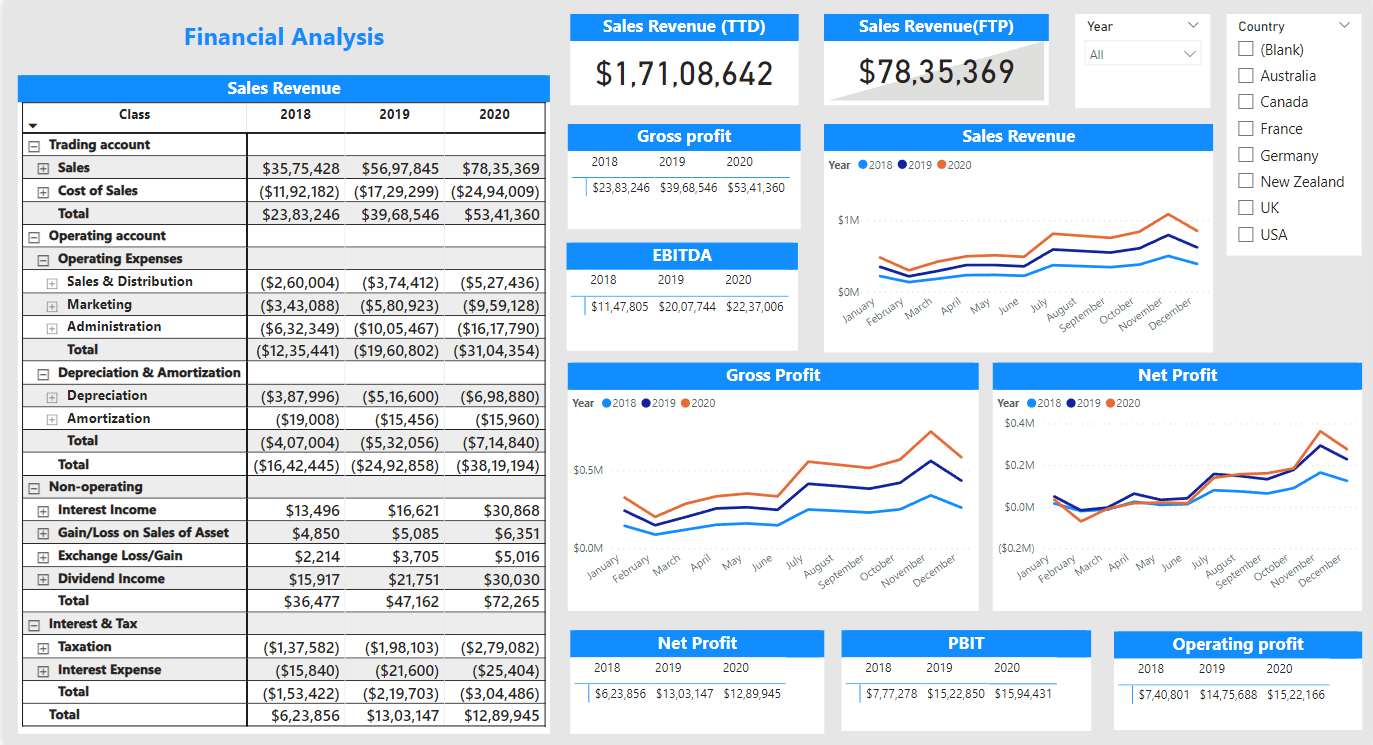 Financial Analysis
Sales Revenue
Class 2018 2019 2020
Trading account
Sales $35,75,428 $56,97,845 $78,35,369
Cost of Sales ($11,92,182) ($17,29,299) ($24,94,009)
Total $23,83,246 $39,68,546 $53,41,360
Operating account
Operating Expenses
Sales & Distribution ($2,60,004) ($3,74,412) ($5,27,436)
Marketing ($3,43,088) ($5,80,923) ($9,59,128)
Administration ($6,32,349) ($10,05,467) ($16,17,790)
Total ($12,35,441) ($19,60,802) ($31,04,354)
Depreciation & Amortization
Depreciation ($3,87,996) ($5,16,600) ($6,98,880)
Amortization ($19,008) ($15,456) ($15,960)
Total ($4,07,004) ($5,32,056) ($7,14,840)
Total ($16,42,445) ($24,92,858) ($38,19,194)
Non-operating
Interest Income $13,496 $16,621 $30,868
Gain/Loss on Sales of Asset $4,850 $5,085 $6,351
Exchange Loss/Gain $2,214 $3,705 $5,016
Dividend Income $15,917 $21,751 $30,030
Total $36,477 $47,162 $72,265
Interest & Tax
Taxation ($1,37,582) ($1,98,103) ($2,79,082)
Interest Expense ($15,840) ($21,600) ($25,404)
Total ($1,53,422) ($2,19,703) ($3,04,486)
Total $6,23,856 $13,03,147 $12,89,945
Sales Revenue (TTD)
$1,71,08,642
Sales Revenue(FTP)
$78,35,369
Year
All
Country
(Blank)
Australia
Canada
France
Germany
New Zealand
UK
USA
Gross profit
2018 2019 2020
$23,83,246 $39,68,546 $53,41,360
EBITDA
2018 2019 2020
$11,47,805 $20,07,744 $22,37,006
Sales Revenue
Year 2018 2019 2020
$1M
$0M
January February March April May June July August September October November December
Gross Profit
Year 2018 2019 2020
$0.5M
$0.0M
January February March April May June July August September October November December
Net Profit
Year 2018 2019 2020
$0.4M
$0.2M
$0.0M
($0.2M)
January February March April May June July August September October November December
Net Profit
2018 2019 2020
$6,23,856 $13,03,147 $12,89,945
PBIT
2018 2019 2020
$7,77,278 $15,22,850 $15,94,431
Operating profit
2018 2019 2020
$7,40,801 $14,75,688 $15,22,166